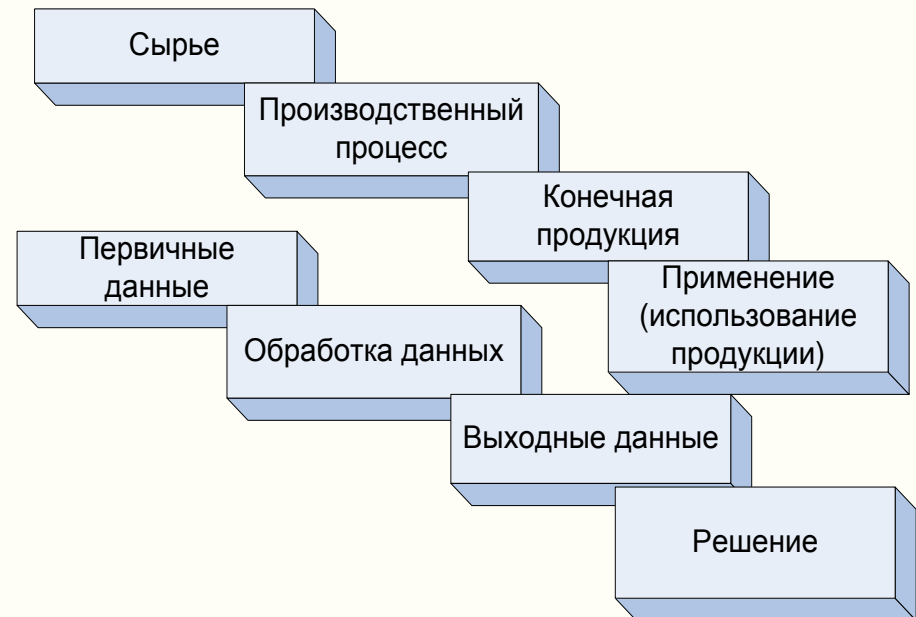 Сырье
Производственный
процесс
Конечная
продукция
Применение
(использование
продукции)
Первичные
данные
Обработка данных
Выходные данные
Решение